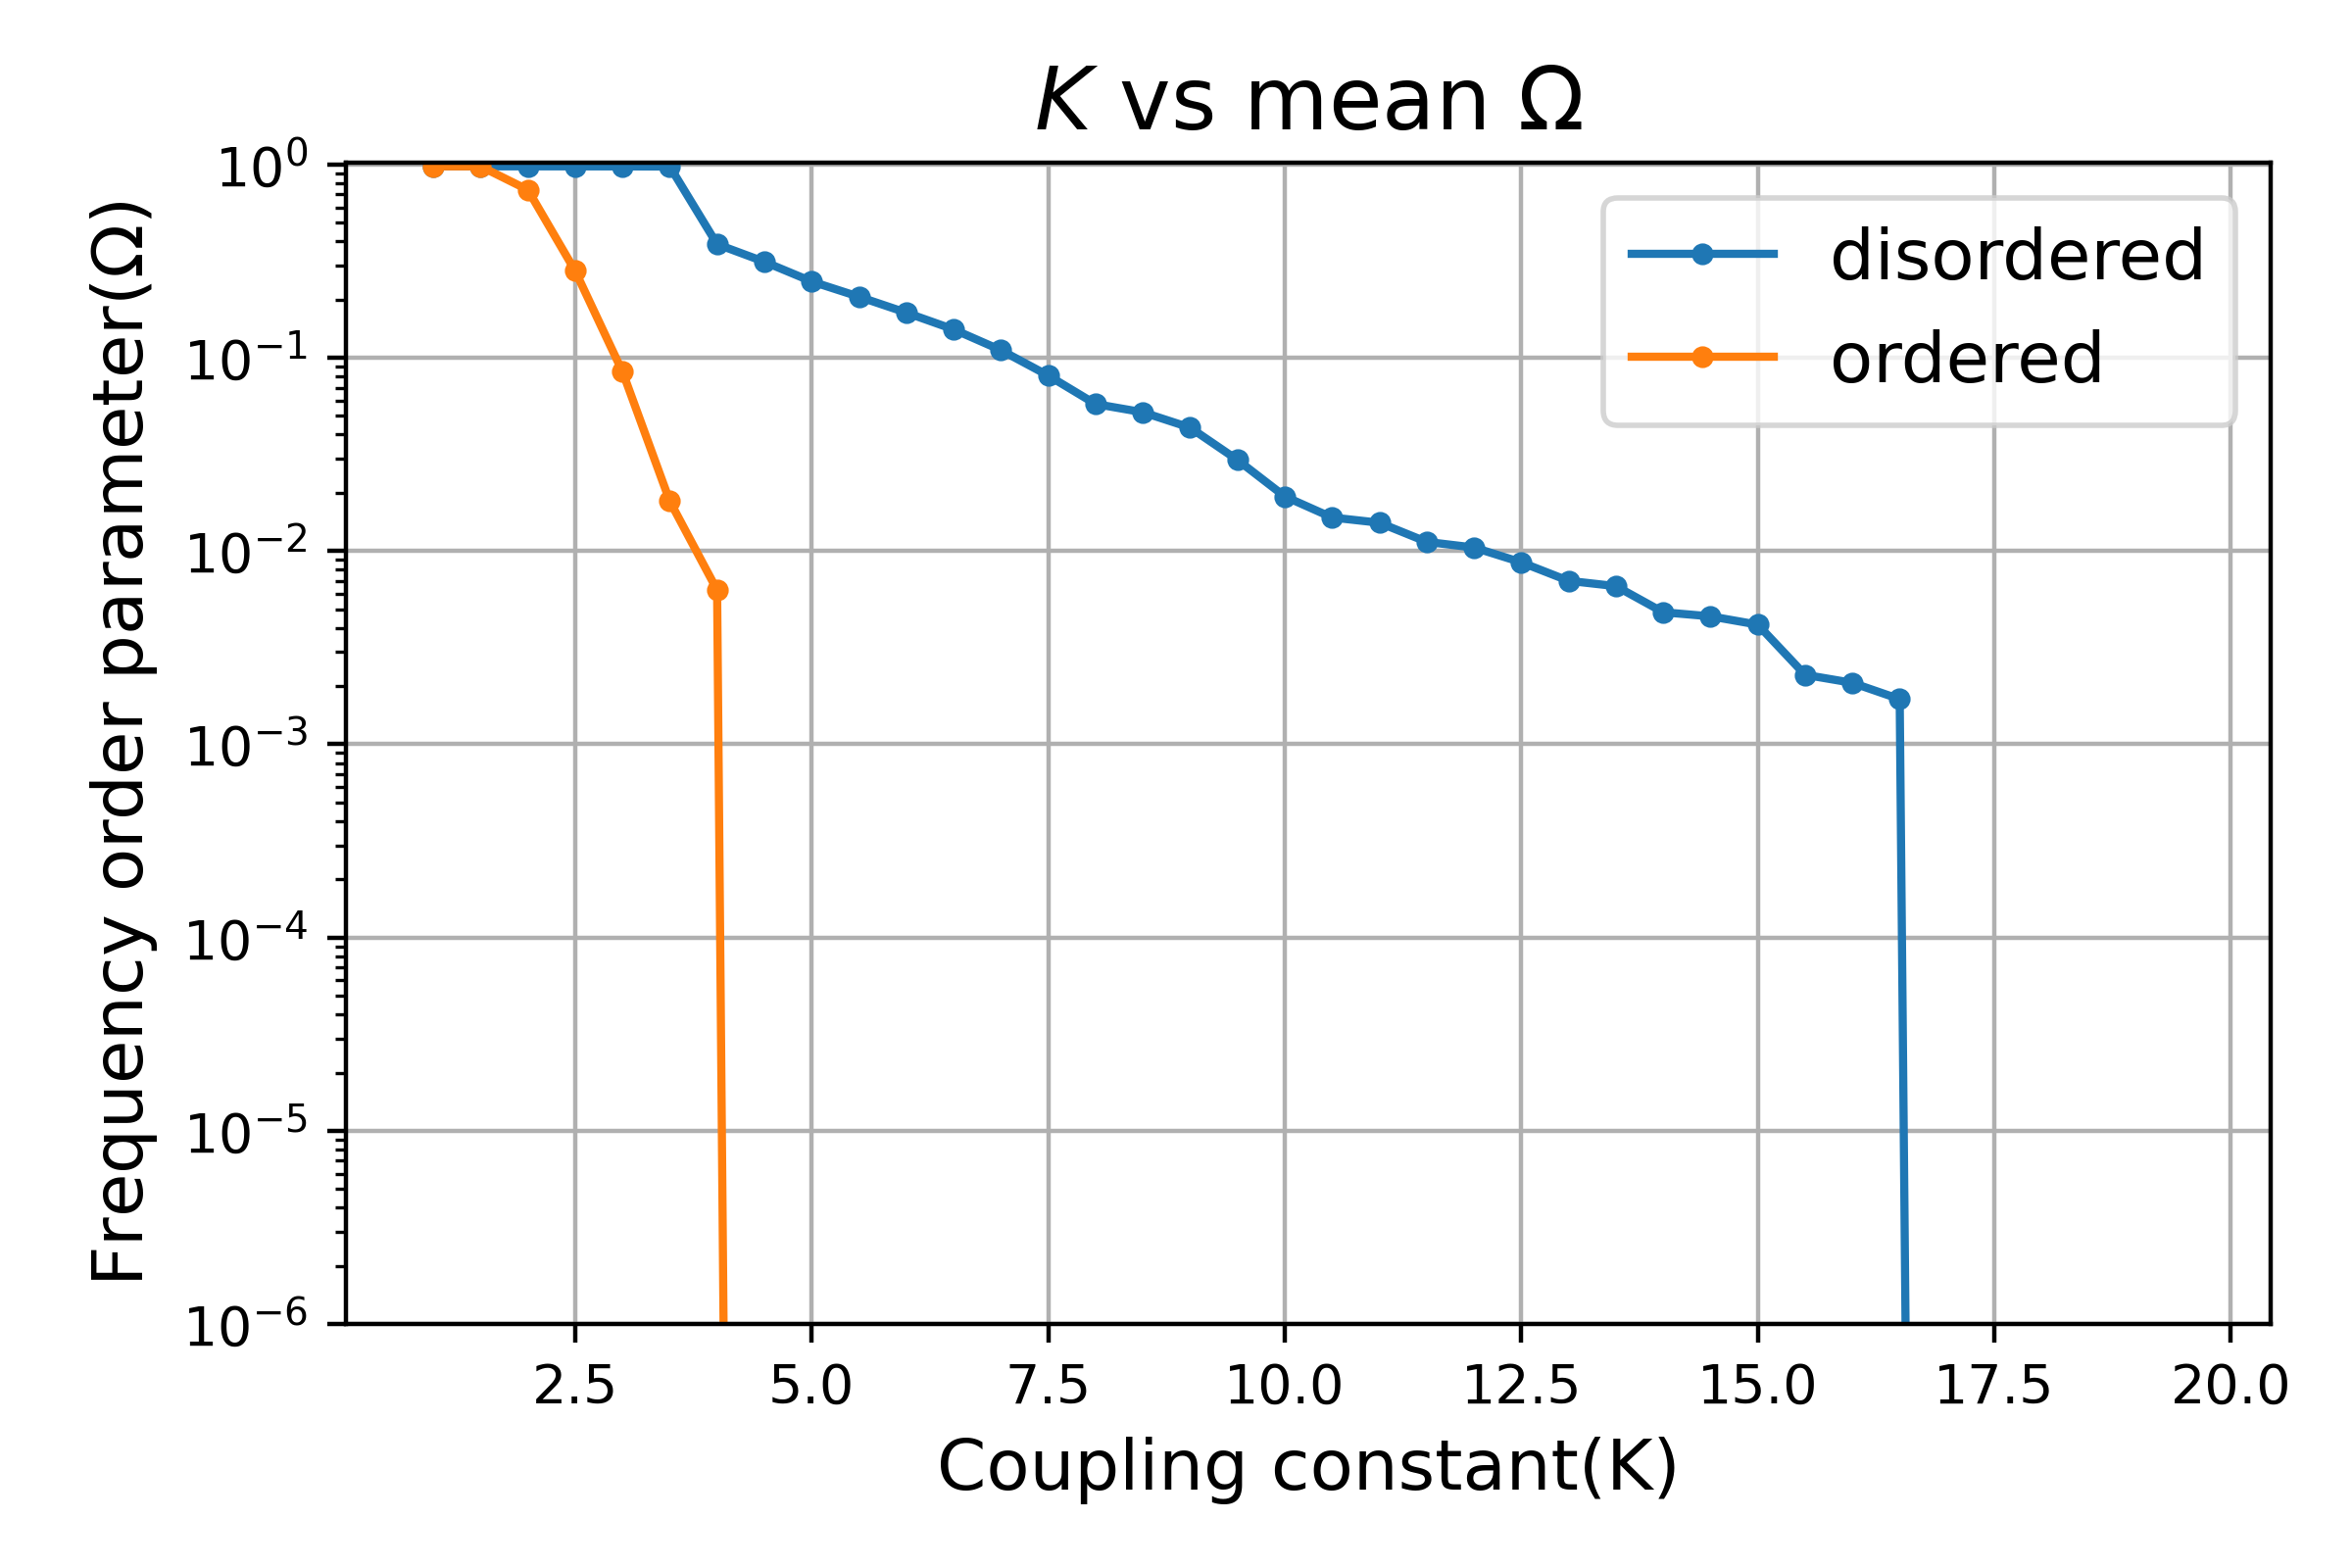 K vs mean Ω
Frequency order parameter(Ω)
10⁰
10⁻¹
10⁻²
10⁻³
10⁻⁴
10⁻⁵
10⁻⁶
disordered
ordered
2.5 5.0 7.5 10.0 12.5 15.0 17.5 20.0
Coupling constant(K)